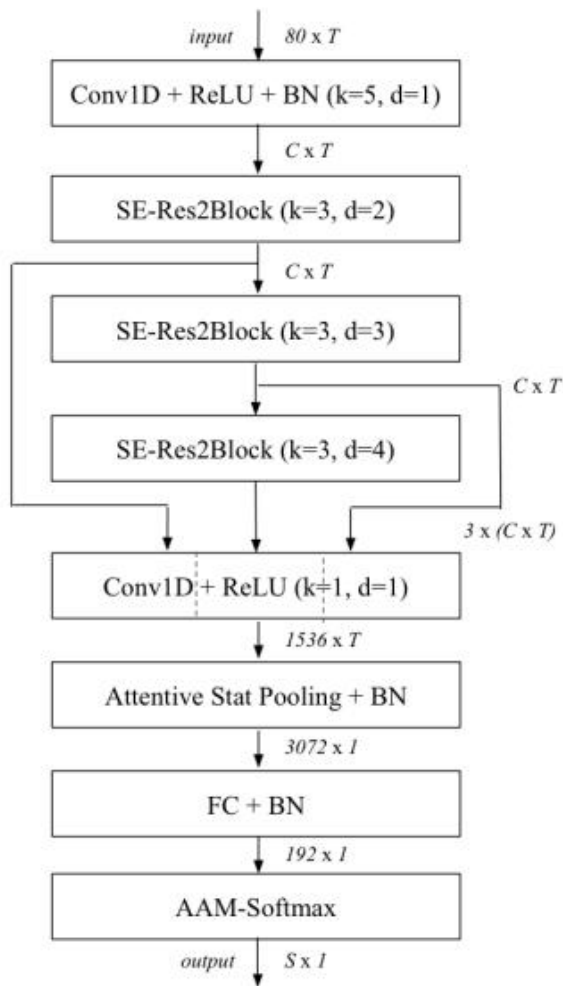 input 80 x T
Conv1D + ReLU + BN (k=5, d=1)
C x T
SE-Res2Block (k=3, d=2)
C x T
SE-Res2Block (k=3, d=3)
C x T
SE-Res2Block (k=3, d=4)
3 x (C x T)
Conv1D + ReLU (k=1, d=1)
1536 x T
Attentive Stat Pooling + BN
3072 x 1
FC + BN
192 x 1
AAM-Softmax
output S x 1